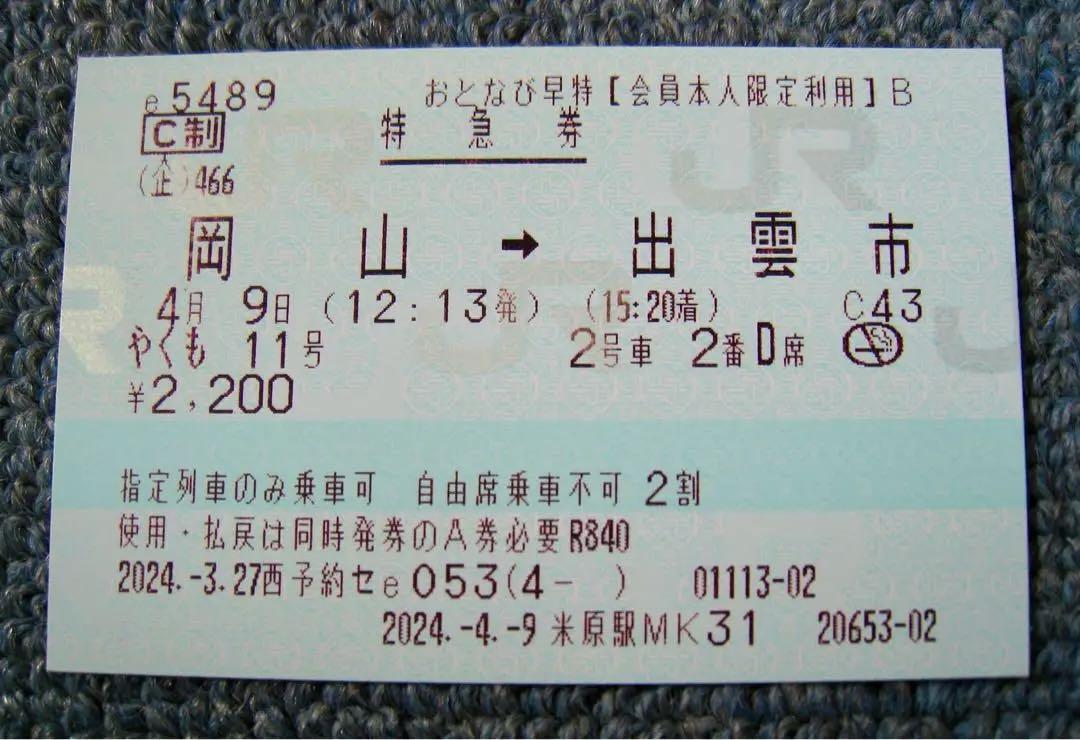 e5489 おとなび早特【会員本人限定利用】B
C制 特急券
(企)466
岡山➡出雲市
4月 9日 (12:13発) (15:20着) C43
やくも 11号 2号車 2番D席
¥2,200
指定列車のみ乗車可 自由席乗車不可 2割
使用・払戻は同時発券のA券必要R840
2024.-3.27西予約セe053(4- ) 01113-02
2024.-4.-9 米原駅MK31 20653-02